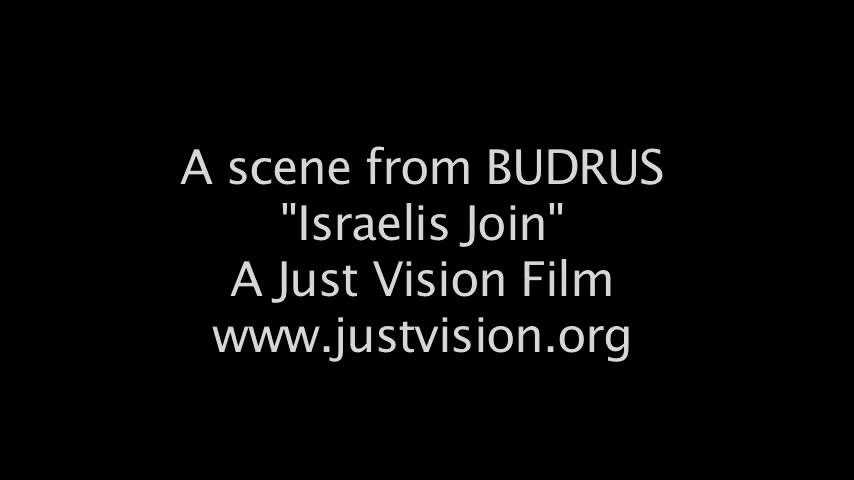 A scene from BUDRUS
"Israelis Join"
A Just Vision Film
www.justvision.org